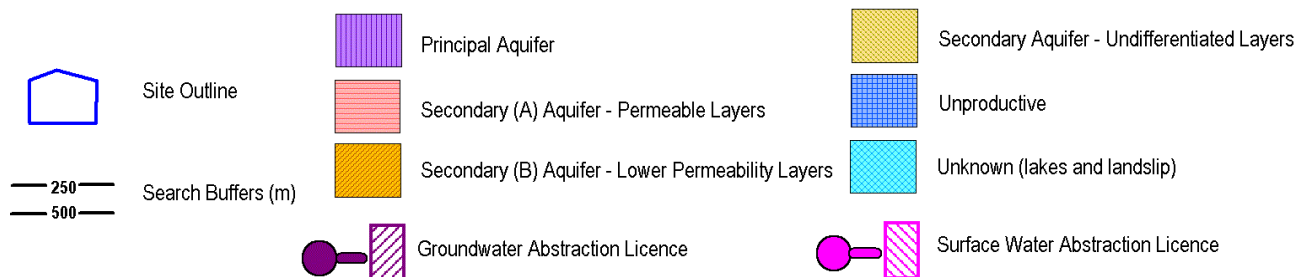 Site Outline
250
500
Search Buffers (m)
Principal Aquifer
Secondary (A) Aquifer - Permeable Layers
Secondary (B) Aquifer - Lower Permeability Layers
Groundwater Abstraction Licence
Secondary Aquifer - Undifferentiated Layers
Unproductive
Unknown (lakes and landslip)
Surface Water Abstraction Licence